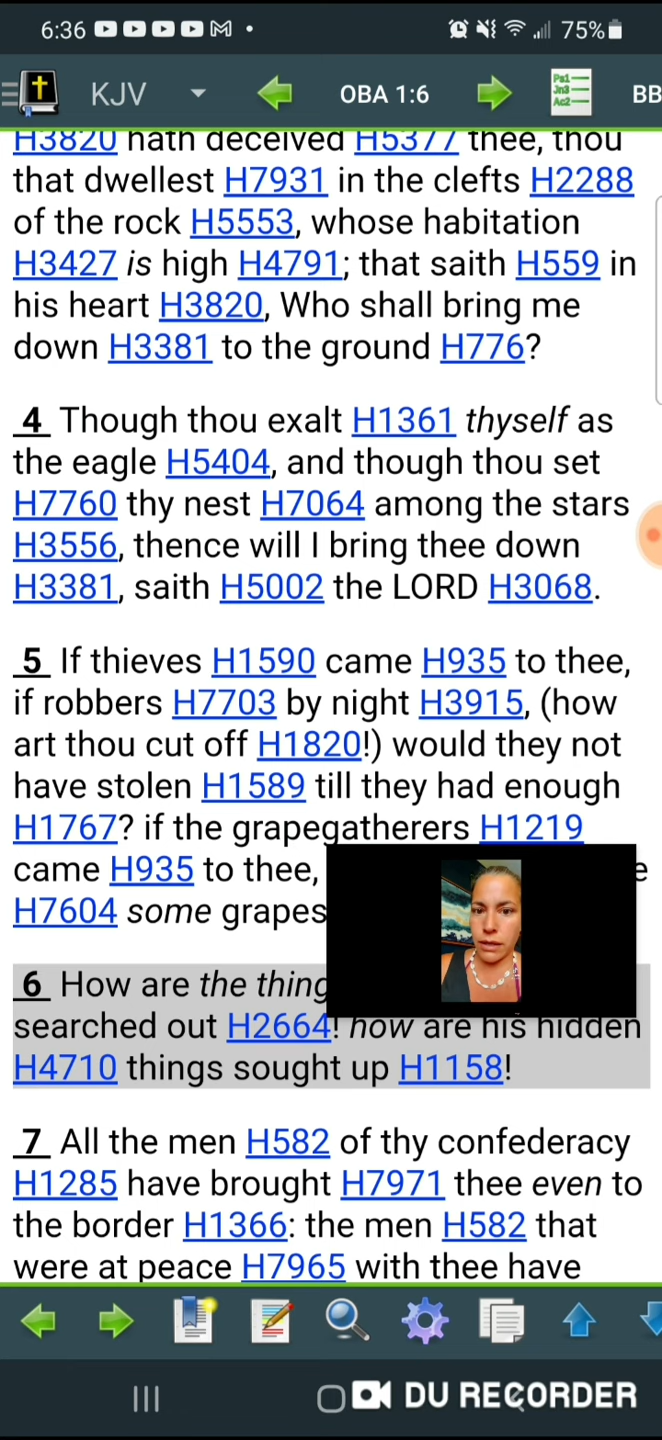 6:36 75%
KJV OBA 1:6 BB
Ps1
Jn3
Ac2
H3820 hath deceived H5377 thee, thou
that dwellest H7931 in the clefts H2288
of the rock H5553, whose habitation
H3427 is high H4791; that saith H559 in
his heart H3820, Who shall bring me
down H3381 to the ground H776?
4 Though thou exalt H1361 thyself as
the eagle H5404, and though thou set
H7760 thy nest H7064 among the stars
H3556, thence will I bring thee down
H3381, saith H5002 the LORD H3068.
5 If thieves H1590 came H935 to thee,
if robbers H7703 by night H3915, (how
art thou cut off H1820!) would they not
have stolen H1589 till they had enough
H1767? if the grapegatherers H1219
came H935 to thee, e
H7604 some grapes
6 How are the thing
searched out H2664! how are his hidden
H4710 things sought up H1158!
7 All the men H582 of thy confederacy
H1285 have brought H7971 thee even to
the border H1366: the men H582 that
were at peace H7965 with thee have
DU RECORDER